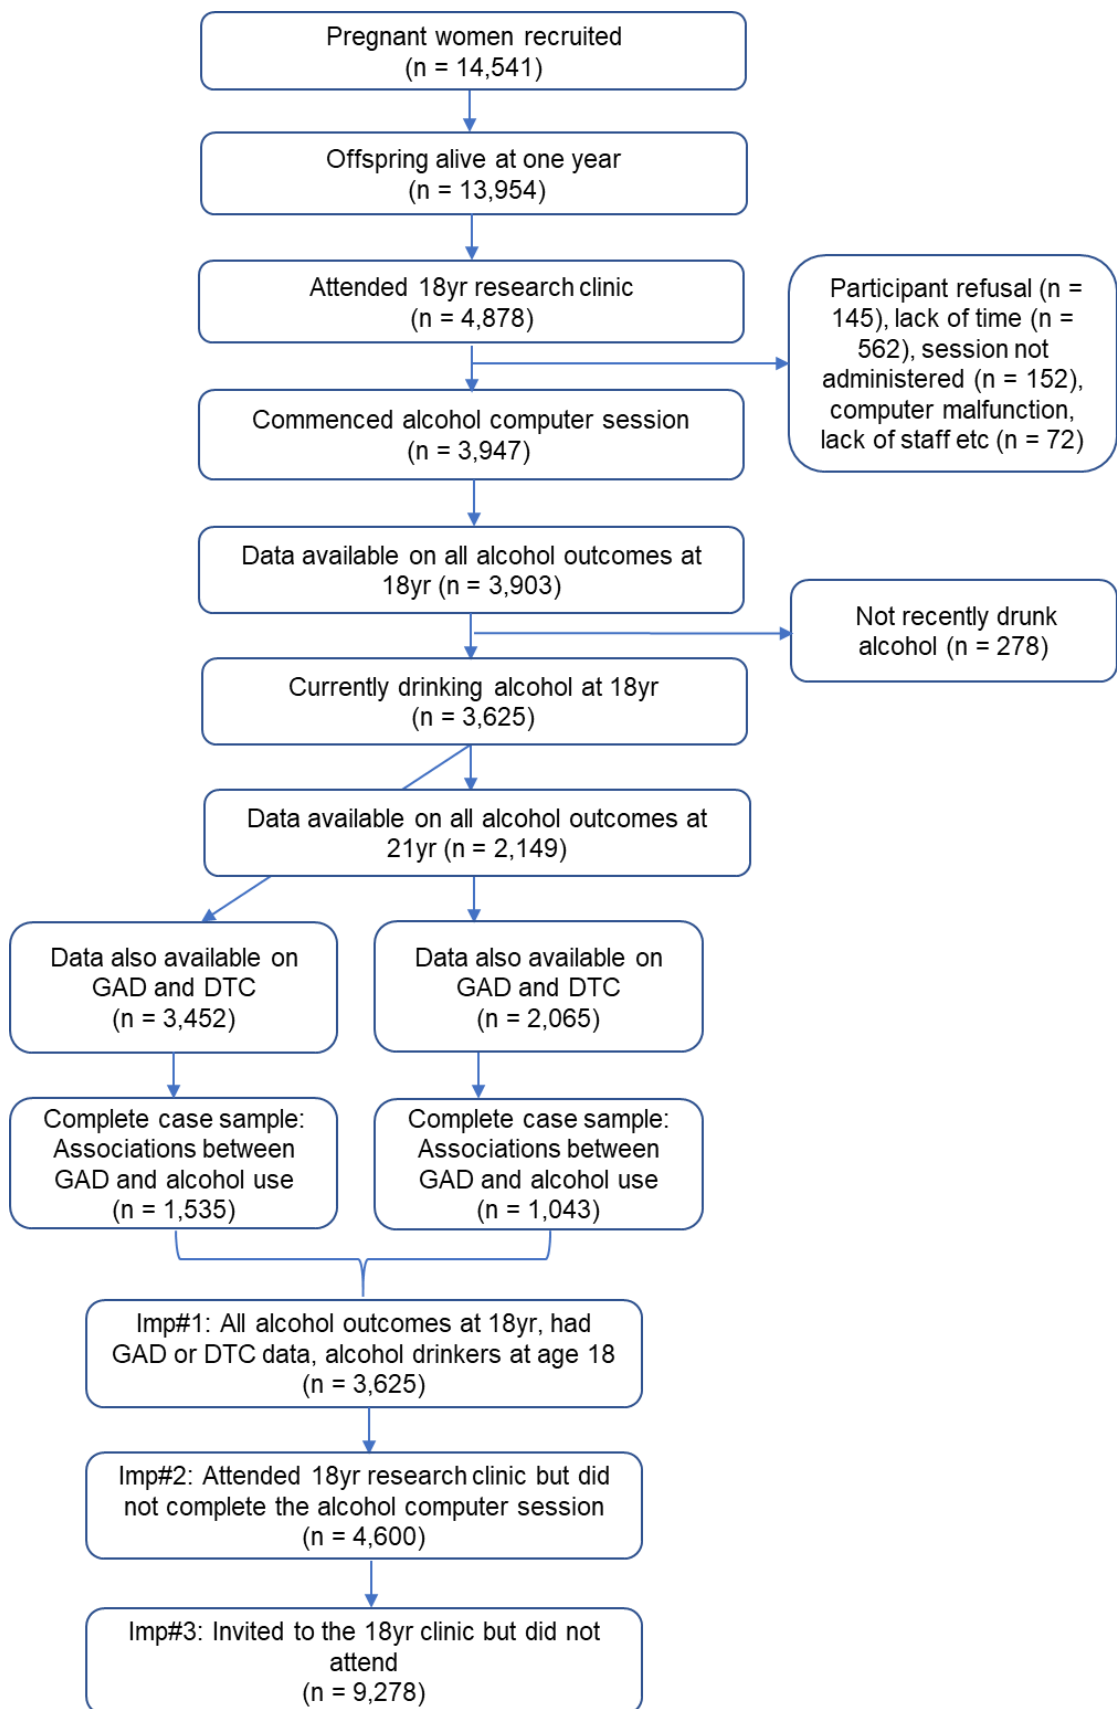 Pregnant women recruited
(n = 14,541)
Offspring alive at one year
(n = 13,954)
Attended 18yr research clinic
(n = 4,878)
Participant refusal (n =
145), lack of time (n =
562), session not
administered (n = 152),
computer malfunction,
lack of staff etc (n = 72)
Commenced alcohol computer session
(n = 3,947)
Data available on all alcohol outcomes at
18yr (n = 3,903)
Not recently drunk
alcohol (n = 278)
Currently drinking alcohol at 18yr
(n = 3,625)
Data available on all alcohol outcomes at
21yr (n = 2,149)
Data also available on
GAD and DTC
(n = 3,452)
Data also available on
GAD and DTC
(n = 2,065)
Complete case sample:
Associations between
GAD and alcohol use
(n = 1,535)
Complete case sample:
Associations between
GAD and alcohol use
(n = 1,043)
Imp#1: All alcohol outcomes at 18yr, had
GAD or DTC data, alcohol drinkers at age 18
(n = 3,625)
Imp#2: Attended 18yr research clinic but did
not complete the alcohol computer session
(n = 4,600)
Imp#3: Invited to the 18yr clinic but did not
attend
(n = 9,278)